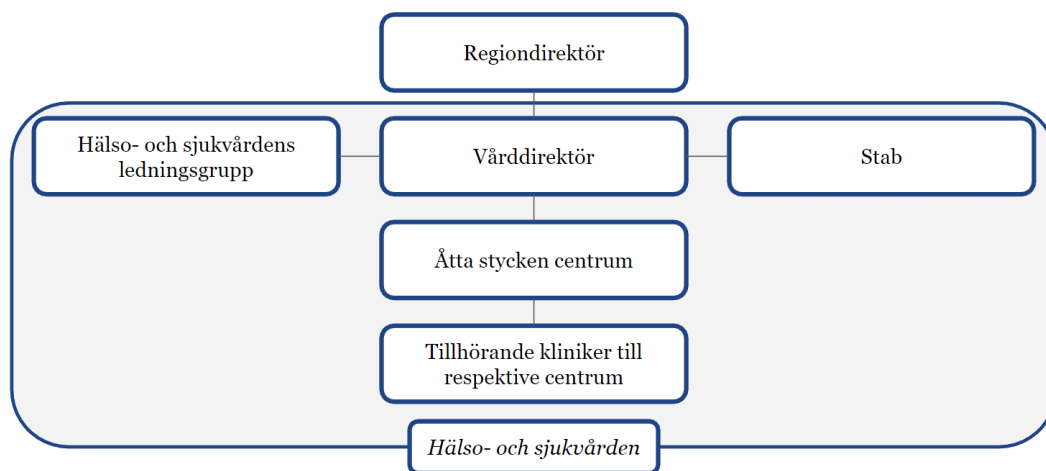 Regiondirektör
Hälso- och sjukvårdens
ledningsgrupp
Vårddirektör
Stab
Åtta stycken centrum
Tillhörande kliniker till
respektive centrum
Hälso- och sjukvården